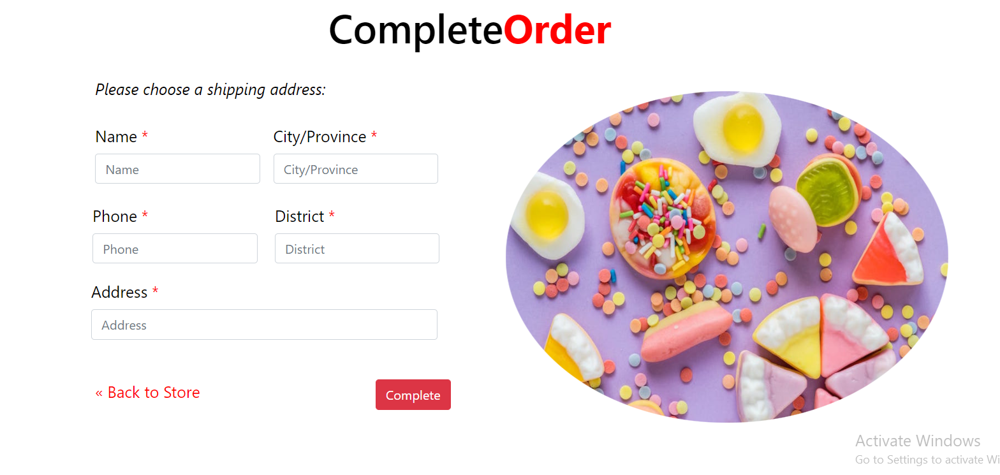 CompleteOrder
Please choose a shipping address:
Name * City/Province *
Name City/Province
Phone * District *
Phone District
Address *
Address
« Back to Store Complete
Activate Windows
Go to Settings to activate Wi